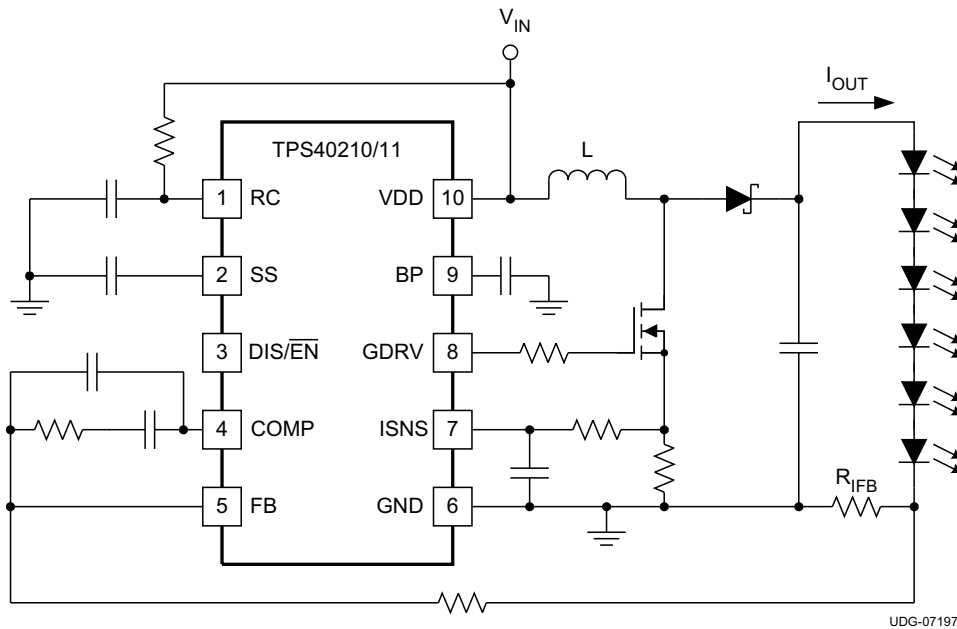 V_IN
I_OUT
TPS40210/11
L
1 RC VDD 10
2 SS BP 9
3 DIS/E̅N̅ GDRV 8
4 COMP ISNS 7
5 FB GND 6
R_IFB
UDG-07197